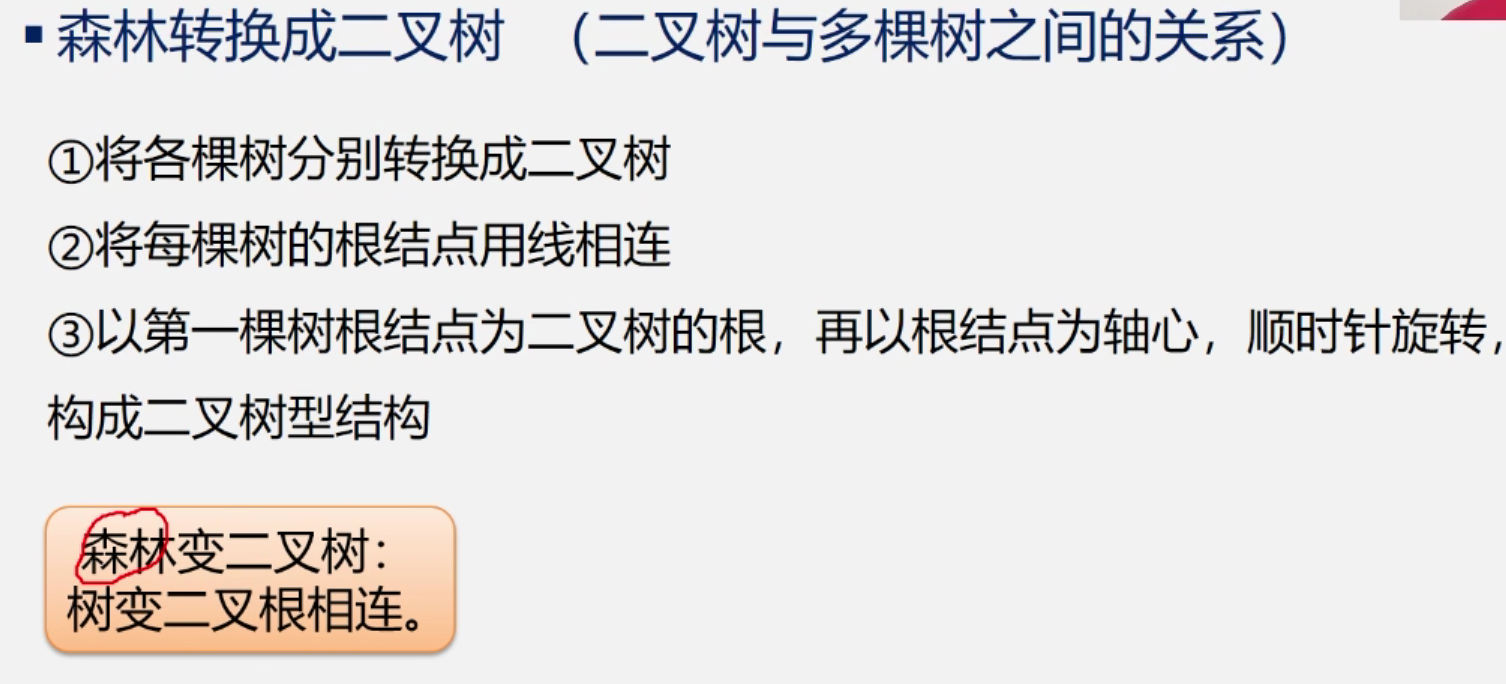 ▪森林转换成二叉树 （二叉树与多棵树之间的关系）
①将各棵树分别转换成二叉树
②将每棵树的根结点用线相连
③以第一棵树根结点为二叉树的根，再以根结点为轴心，顺时针旋转，
构成二叉树型结构
森林变二叉树：
树变二叉根相连。